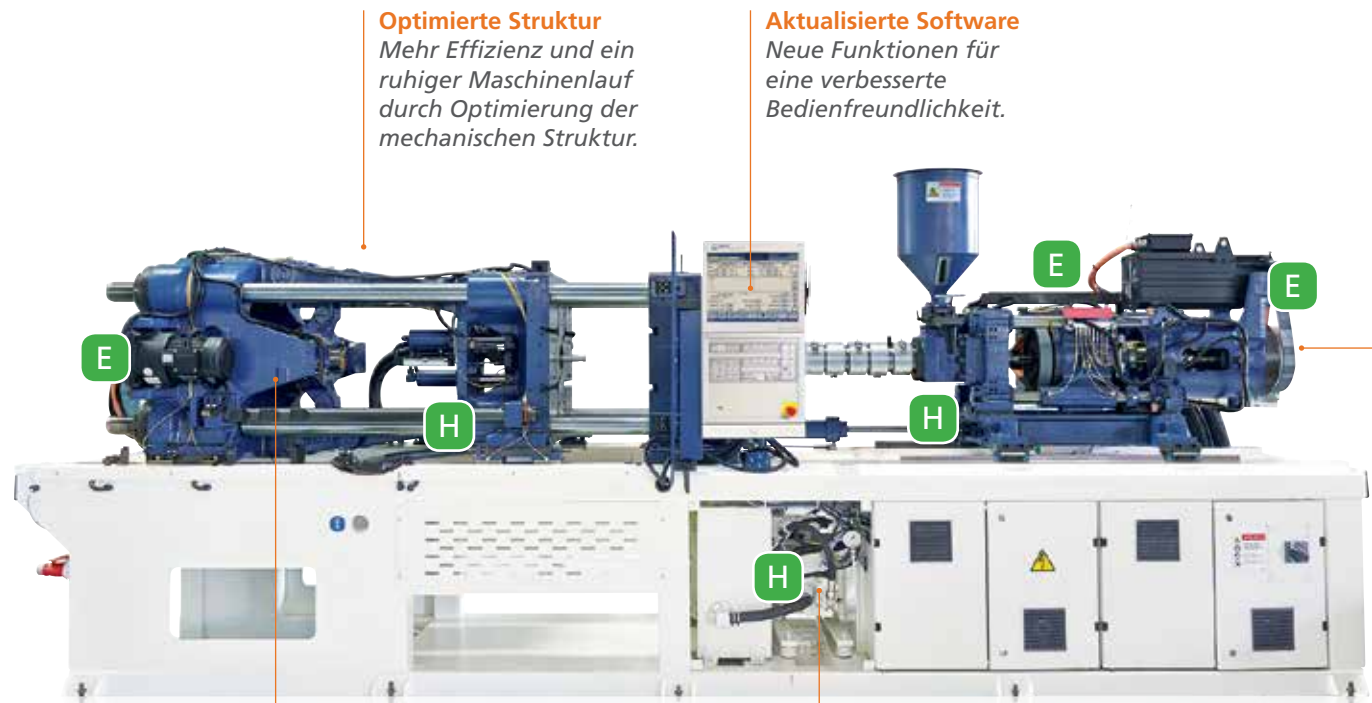 Optimierte Struktur
Mehr Effizienz und ein
ruhiger Maschinenlauf
durch Optimierung der
mechanischen Struktur.
Aktualisierte Software
Neue Funktionen für
eine verbesserte
Bedienfreundlichkeit.
E
E
E
H
H
H